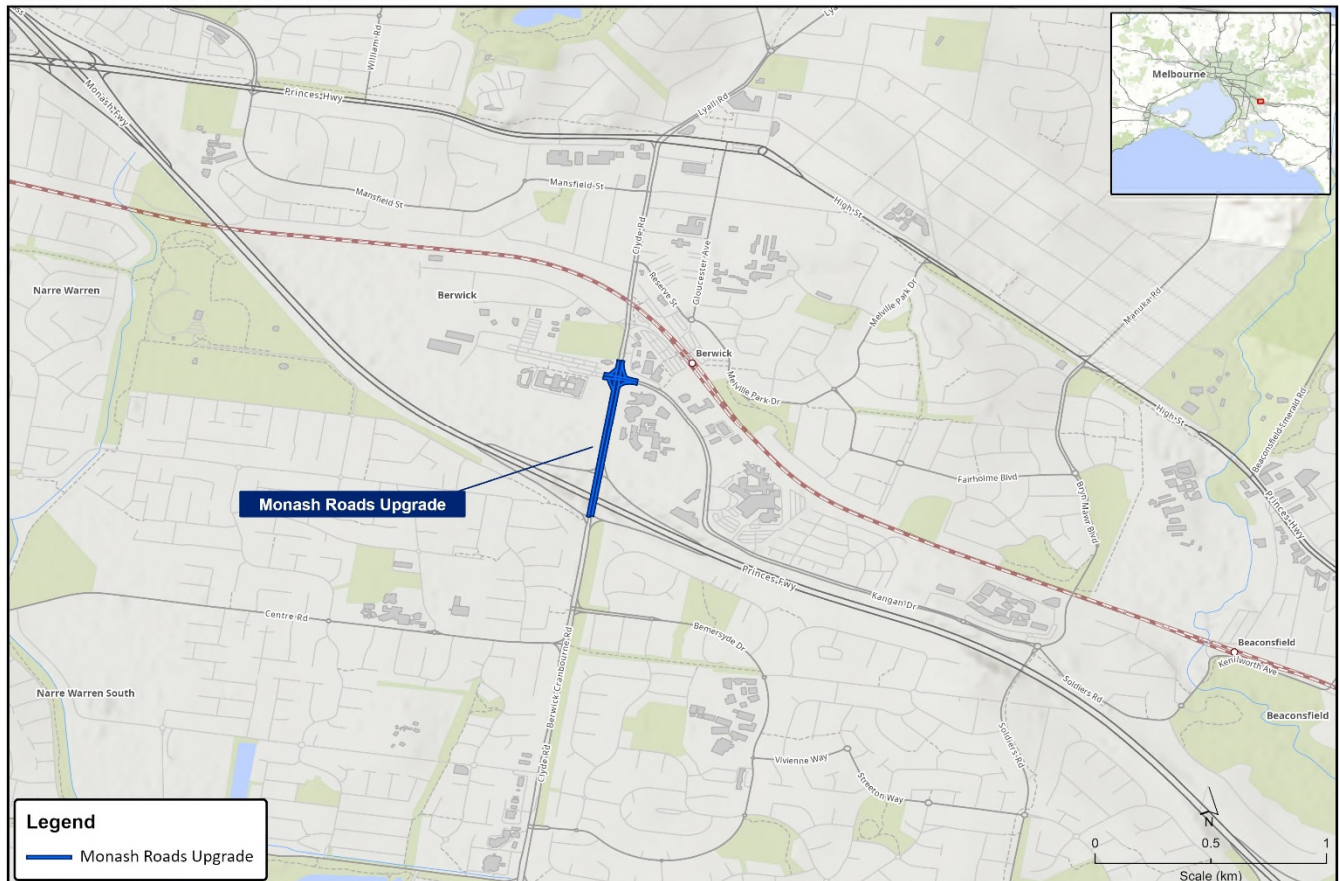 William Rd
Lyall Rd
Melbourne
Monash Fwy
Princes Hwy
Mansfield St
Mansfield St
High St
Clyde Rd
Gloucester Ave
Reserve St
Narre Warren
Berwick
Melville Park Dr
Manuka Rd
Berwick
Melville Park Dr
High St
Beaconsfield-Emerald Rd
Monash Roads Upgrade
Fairholme Blvd
Bryn Mawr Blvd
Princes Hwy
Princes Fwy
Kangan Dr
Centre Rd
Bemersyde Dr
Beaconsfield
Kenilworth Ave
Narre Warren South
Clyde Rd
Berwick-Cranbourne Rd
Soldiers Rd
Soldiers Rd
Beaconsfield
Vivienne Way
Streeton Way
Legend
Monash Roads Upgrade
N
0 0.5 1
Scale (km)